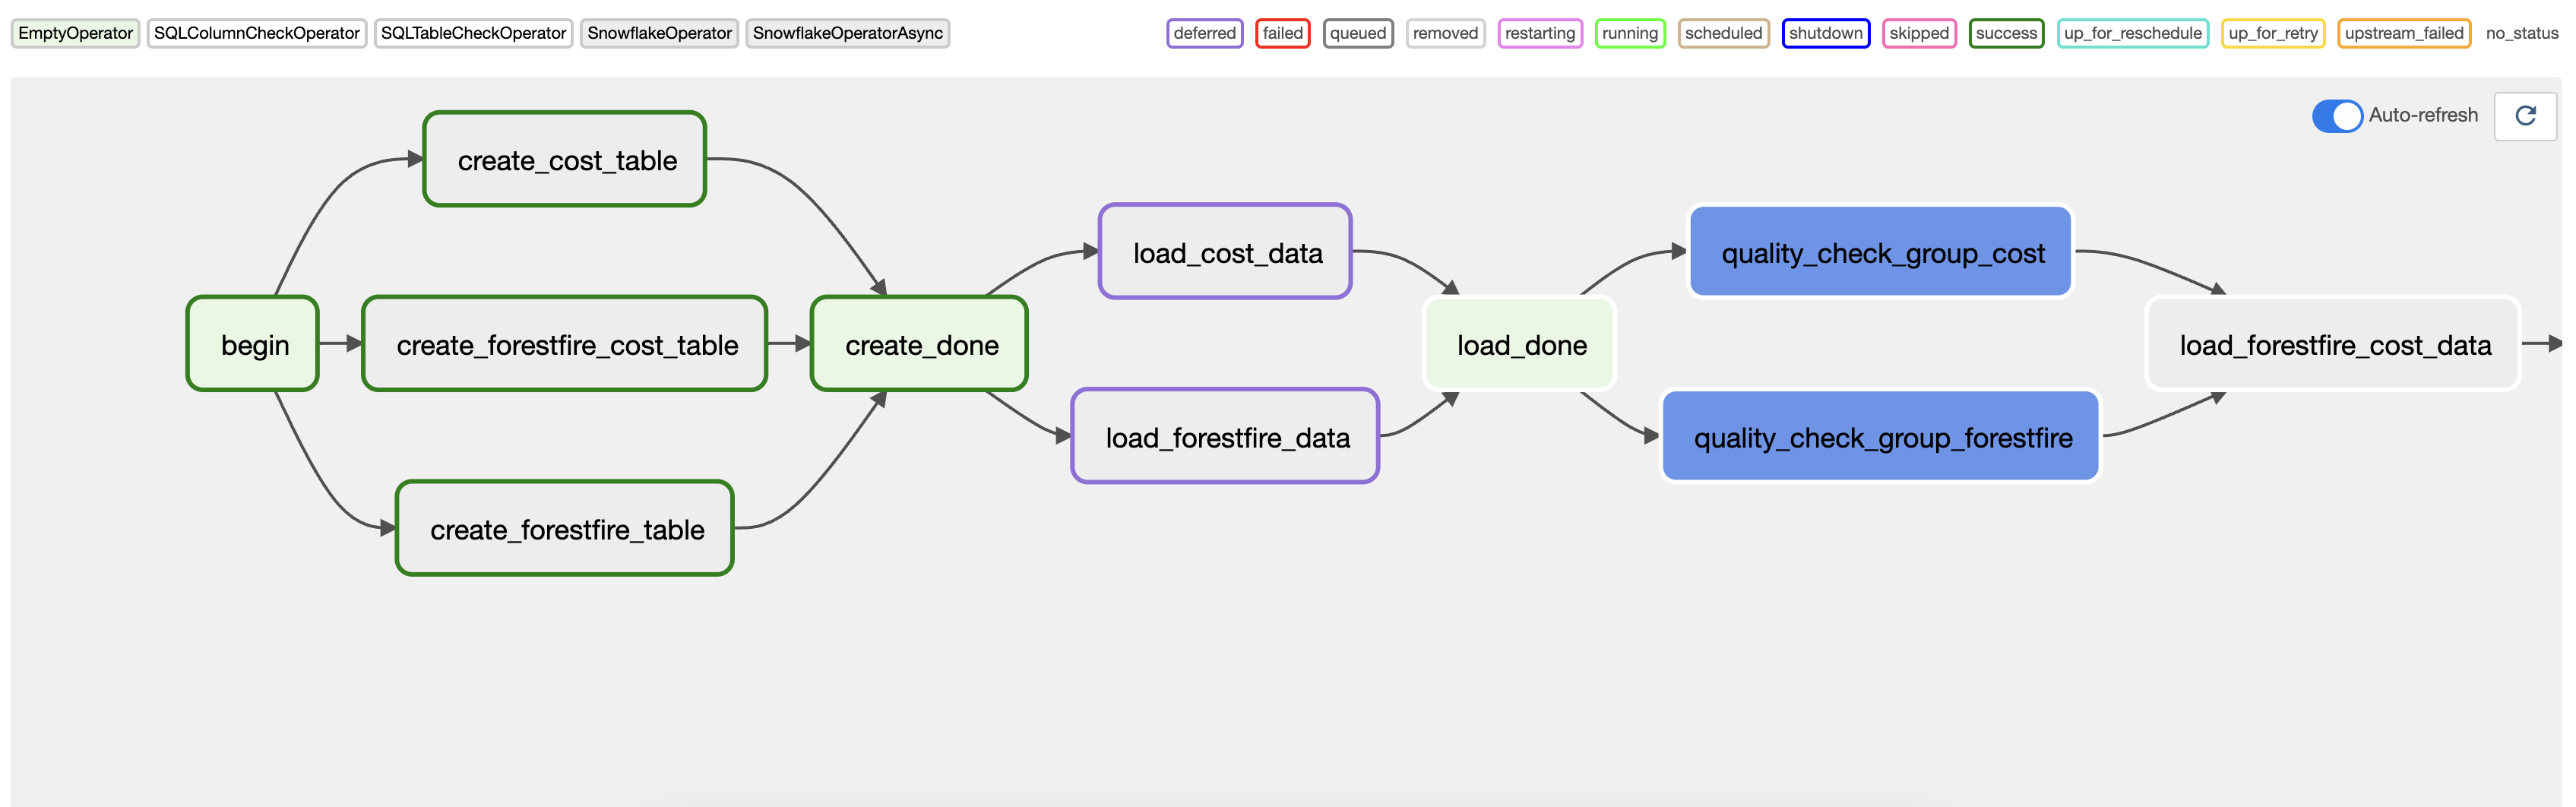 EmptyOperator SQLColumnCheckOperator SQLTableCheckOperator SnowflakeOperator SnowflakeOperatorAsync deferred failed queued removed restarting running scheduled shutdown skipped success up_for_reschedule up_for_retry upstream_failed no_status
Auto-refresh
create_cost_table
load_cost_data quality_check_group_cost
begin create_forestfire_cost_table create_done load_done load_forestfire_cost_data
load_forestfire_data quality_check_group_forestfire
create_forestfire_table